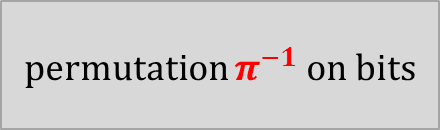 permutation π⁻¹ on bits